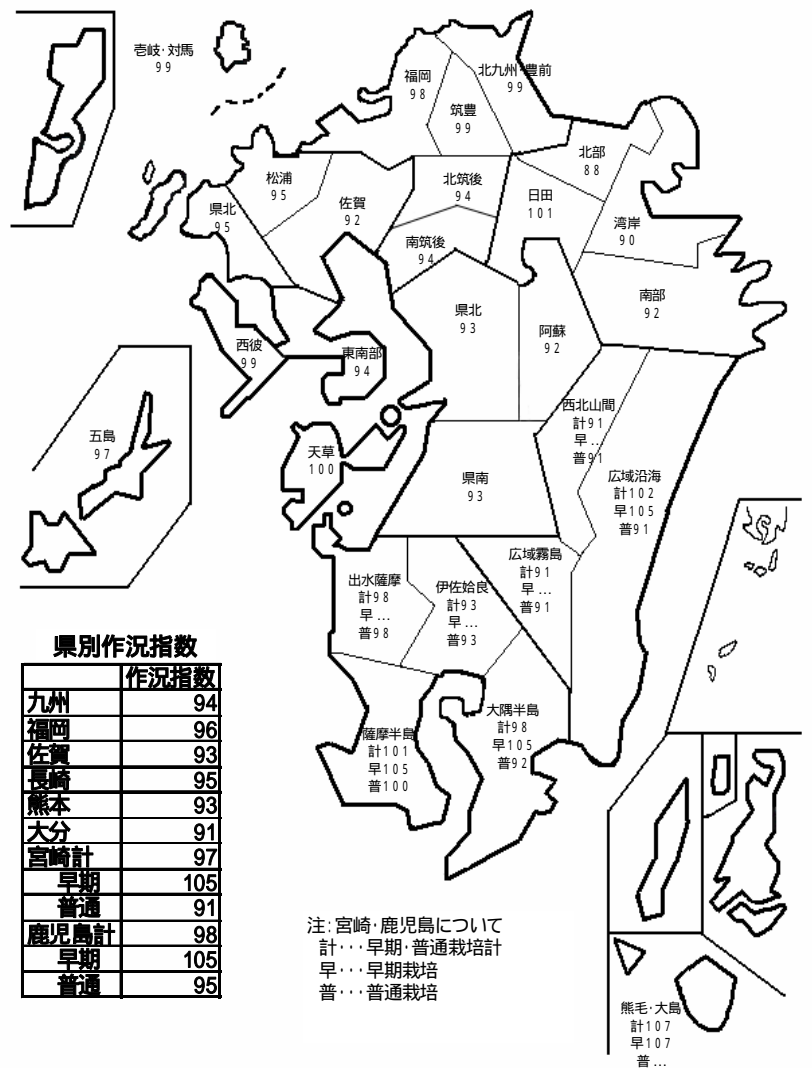 壱岐・対馬
99
福岡
98
北九州・豊前
99
筑豊
99
北部
88
松浦
95
県北
95
佐賀
92
北筑後
94
南筑後
94
日田
101
湾岸
90
南部
92
県北
93
阿蘇
92
西彼
99
東南部
94
五島
97
天草
100
県南
93
西北山間
計91
早…
普91
広域沿海
計102
早105
普91
広域霧島
計91
早…
普91
出水薩摩
計98
早…
普98
伊佐姶良
計93
早…
普93
薩摩半島
計101
早105
普100
大隅半島
計98
早105
普92
熊毛・大島
計107
早107
普…
県別作況指数
作況指数
九州 94
福岡 96
佐賀 93
長崎 95
熊本 93
大分 91
宮崎計 97
早期 105
普通 91
鹿児島計 98
早期 105
普通 95
注:宮崎・鹿児島について
計・・・早期・普通栽培計
早・・・早期栽培
普・・・普通栽培